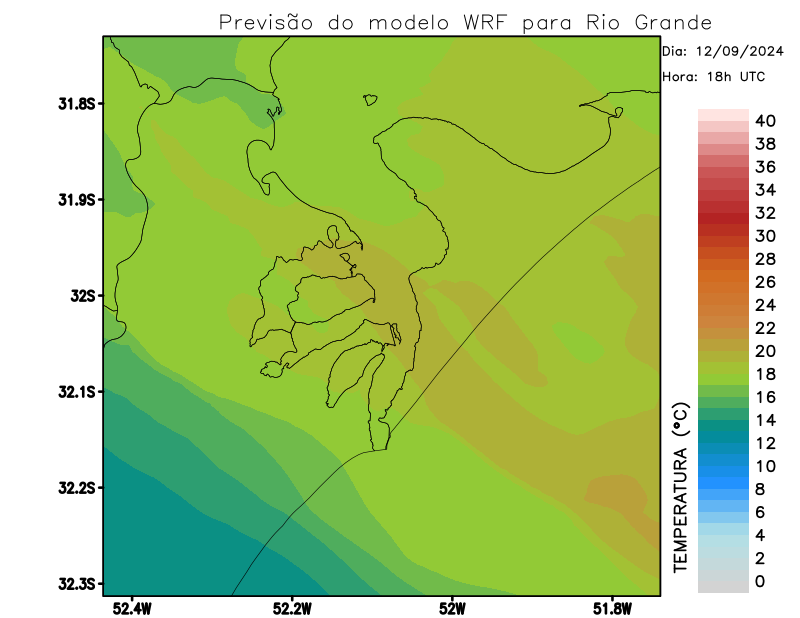 Previsão do modelo WRF para Rio Grande
Dia: 12/09/2024
Hora: 18h UTC
31.8S
31.9S
32S
32.1S
32.2S
32.3S
52.4W
52.2W
52W
51.8W
TEMPERATURA (°C)
40
38
36
34
32
30
28
26
24
22
20
18
16
14
12
10
8
6
4
2
0